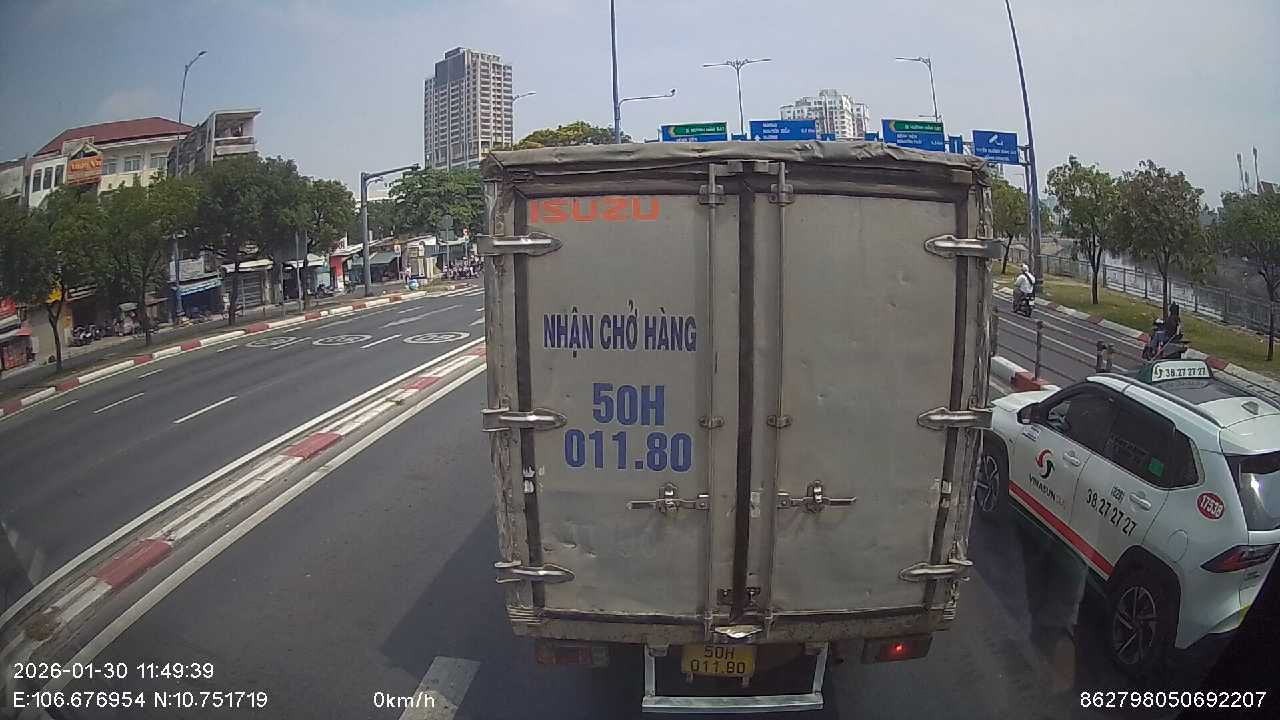 ISUZU
NHẬN CHỞ HÀNG
50H
011.80
50H
011.80
38.27.27.27
VINASUN
38.27.27.27
17538
2026-01-30 11:49:39
E:106.676954 N:10.751719
0km/h
862798050692207